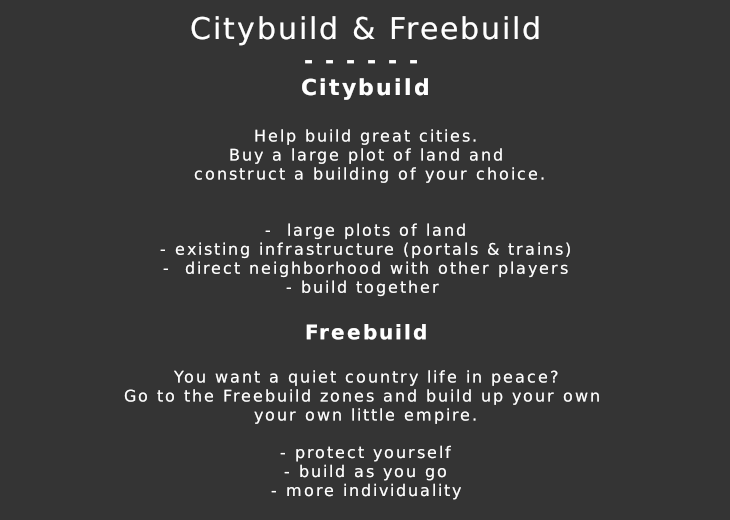 Citybuild & Freebuild
- - - - - -
Citybuild
Help build great cities.
Buy a large plot of land and
construct a building of your choice.
-  large plots of land
- existing infrastructure (portals & trains)
-  direct neighborhood with other players
- build together
Freebuild
You want a quiet country life in peace?
Go to the Freebuild zones and build up your own
your own little empire.
- protect yourself
- build as you go
- more individuality